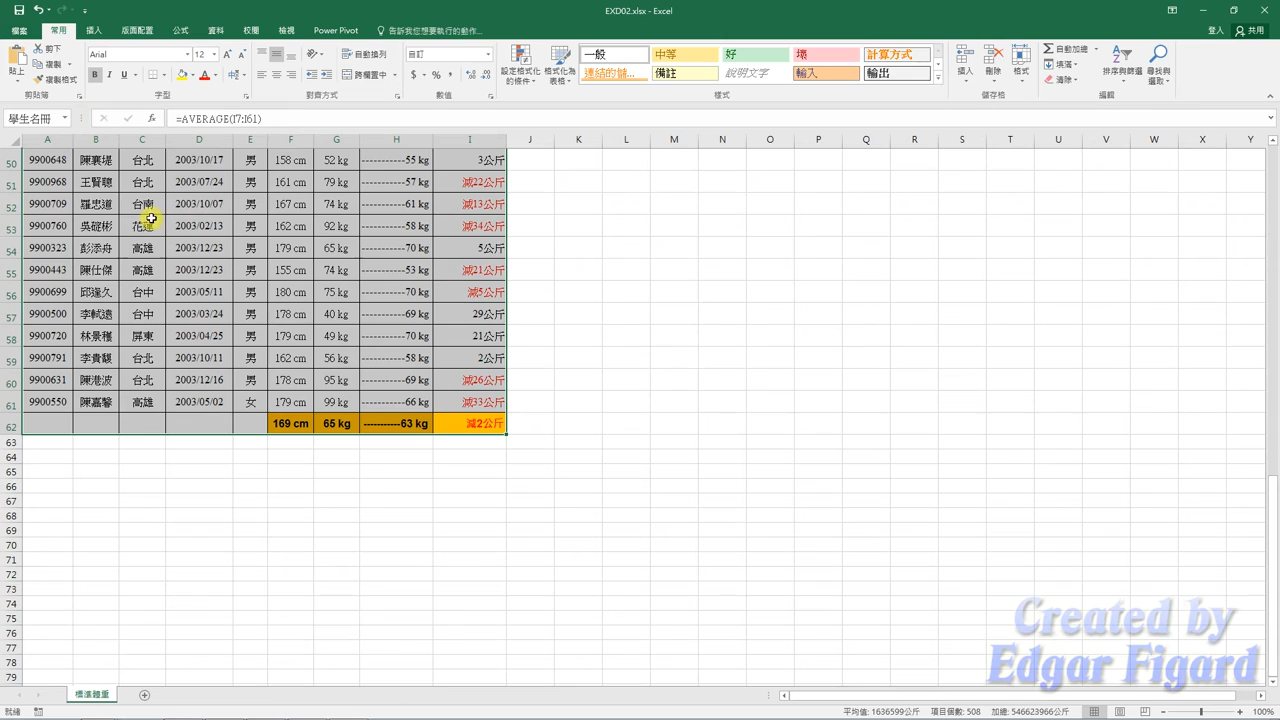 EXD02.xlsx - Excel
檔案 常用 插入 版面配置 公式 資料 校閱 檢視 Power Pivot 告訴我您想要執行的動作 登入 共用
貼上 剪下 複製 複製格式 Arial 12 B I U 自動換列 跨欄置中 自訂 $ % 設定格式化的條件 格式化為表格 一般 中等 好 壞 計算方式 連結的儲... 備註 說明文字 輸入 輸出 插入 刪除 格式 自動加總 填滿 清除 排序與篩選 尋找與選取
剪貼簿 字型 對齊方式 數值 樣式 儲存格 編輯
學生名冊 fx =AVERAGE(I7:I61)
A B C D E F G H I J K L M N O P Q R S T U V W X Y
50 9900648 陳襄堤 台北 2003/10/17 男 158 cm 52 kg -----------55 kg 3公斤
51 9900968 王賢聰 台北 2003/07/24 男 161 cm 79 kg -----------57 kg 減22公斤
52 9900709 羅忠道 台南 2003/10/07 男 167 cm 74 kg -----------61 kg 減13公斤
53 9900760 吳碇彬 花蓮 2003/02/13 男 162 cm 92 kg -----------58 kg 減34公斤
54 9900323 彭添舟 高雄 2003/12/23 男 179 cm 65 kg -----------70 kg 5公斤
55 9900443 陳仕傑 高雄 2003/12/23 男 155 cm 74 kg -----------53 kg 減21公斤
56 9900699 邱逢久 台中 2003/05/11 男 180 cm 75 kg -----------70 kg 減5公斤
57 9900500 李軾遠 台中 2003/03/24 男 178 cm 40 kg -----------69 kg 29公斤
58 9900720 林景穫 屏東 2003/04/25 男 179 cm 49 kg -----------70 kg 21公斤
59 9900791 李貴馥 台北 2003/10/11 男 162 cm 56 kg -----------58 kg 2公斤
60 9900631 陳港波 台北 2003/12/16 男 178 cm 95 kg -----------69 kg 減26公斤
61 9900550 陳嘉馨 高雄 2003/05/02 女 179 cm 99 kg -----------66 kg 減33公斤
62 169 cm 65 kg -----------63 kg 減2公斤
63
64
65
66
67
68
69
70
71
72
73
74
75
76
77
78
79
Created by
Edgar Figard
標準體重
就緒 平均值: 1636599公斤 項目個數: 508 加總: 546623966公斤 100%